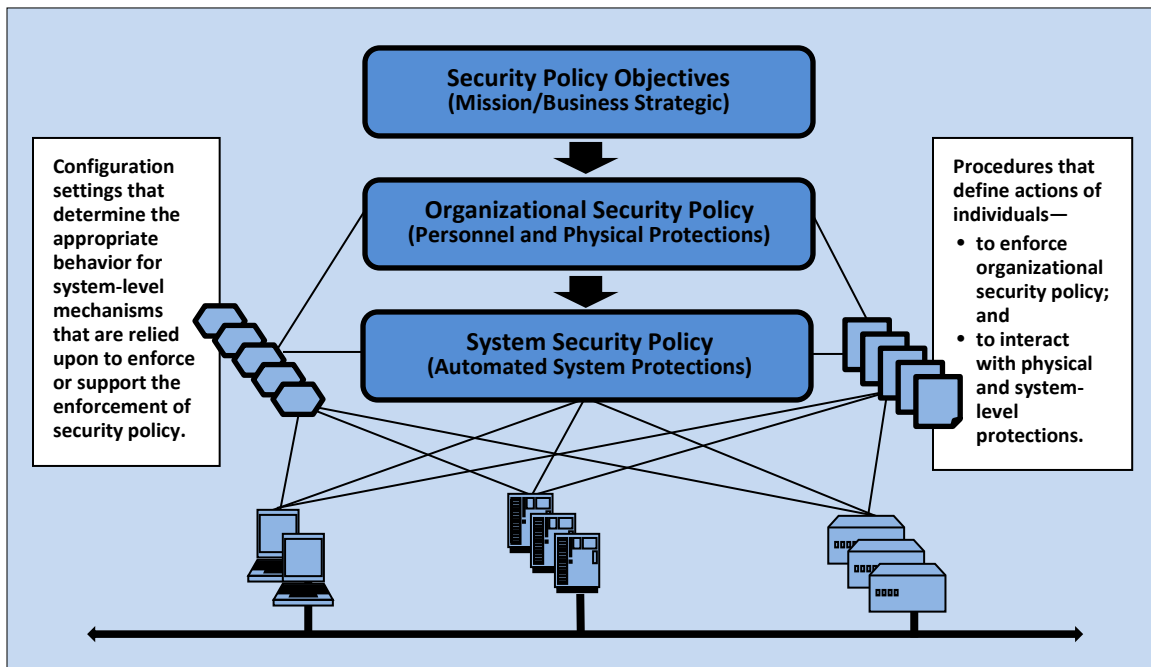 Security Policy Objectives
(Mission/Business Strategic)
Configuration
settings that
determine the
appropriate
behavior for
system-level
mechanisms
that are relied
upon to enforce
or support the
enforcement of
security policy.
Organizational Security Policy
(Personnel and Physical Protections)
System Security Policy
(Automated System Protections)
Procedures that
define actions of
individuals—
• to enforce
organizational
security policy;
and
• to interact
with physical
and system-
level
protections.